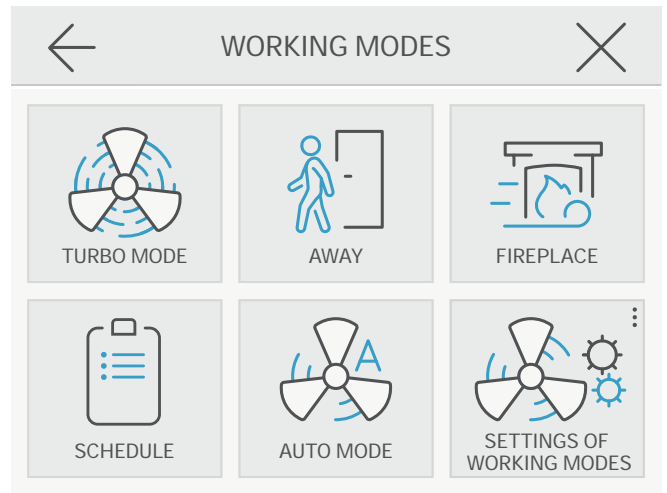 WORKING MODES
TURBO MODE
AWAY
FIREPLACE
SCHEDULE
A
AUTO MODE
SETTINGS OF
WORKING MODES